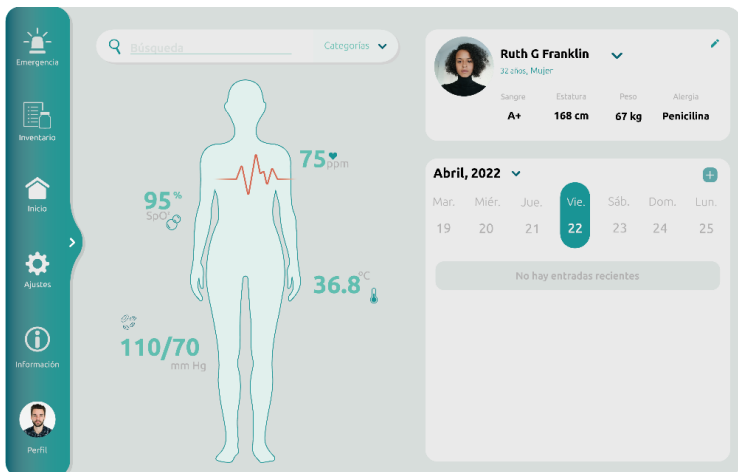 Emergencia
Inventario
Inicio
Ajustes
Información
Perfil
Búsqueda
Categorías
75 ppm
95 %
SpO²
36.8 °C
110/70
mm Hg
Ruth G Franklin
32 años, Mujer
Sangre Estatura Peso Alergia
A+ 168 cm 67 kg Penicilina
Abril, 2022
Mar. Miér. Jue. Vie. Sáb. Dom. Lun.
19 20 21 22 23 24 25
No hay entradas recientes